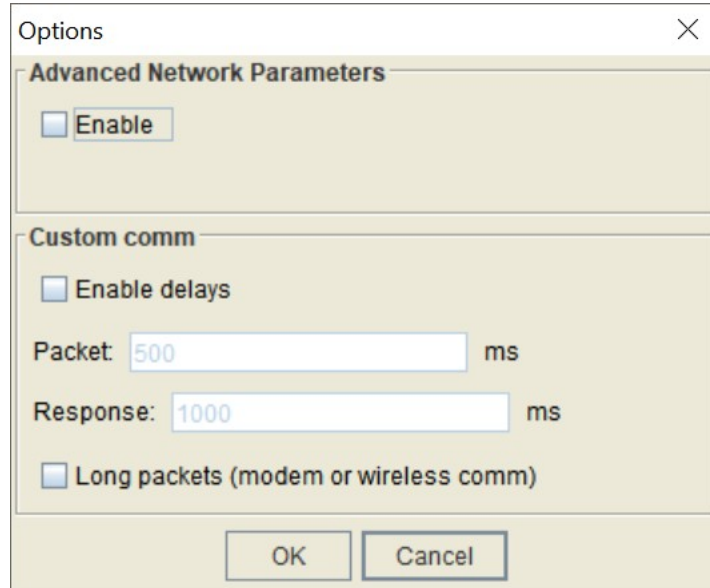 Options
Advanced Network Parameters
Enable
Custom comm
Enable delays
Packet: 500 ms
Response: 1000 ms
Long packets (modem or wireless comm)
OK Cancel